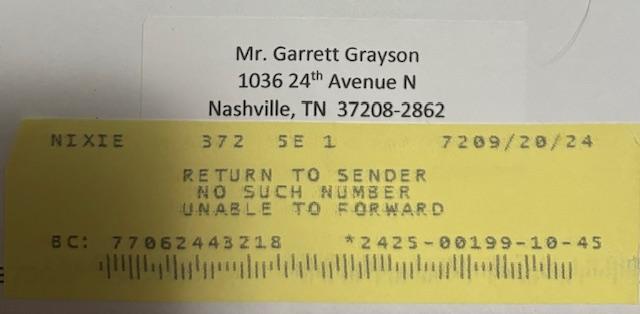 Mr. Garrett Grayson
1036 24th Avenue N
Nashville, TN 37208-2862
NIXIE 372 5E 1 7209/20/24
RETURN TO SENDER
NO SUCH NUMBER
UNABLE TO FORWARD
BC: 77062443218 *2425-00199-10-45